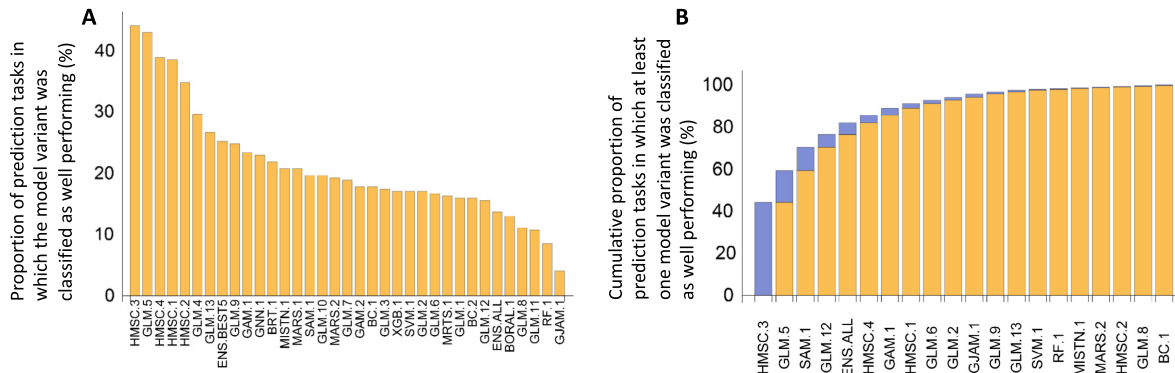 A
Proportion of prediction tasks in
which the model variant was
classified as well performing (%)
40
30
20
10
0
HMSC.3
GLM.5
HMSC.4
HMSC.1
HMSC.2
GLM.4
GLM.13
ENS.BEST5
GLM.9
GAM.1
GNN.1
BRT.1
MISTN.1
MARS.1
SAM.1
GLM.10
MARS.2
GLM.7
GAM.2
BC.1
GLM.3
XGB.1
SVM.1
GLM.2
GLM.6
MRTS.1
GLM.1
BC.2
GLM.12
ENS.ALL
BORAL.1
GLM.8
GLM.11
RF.1
GJAM.1
B
Cumulative proportion of
prediction tasks in which at least
one model variant was classified
as well performing (%)
100
80
60
40
20
0
HMSC.3
GLM.5
SAM.1
GLM.12
ENS.ALL
HMSC.4
GAM.1
HMSC.1
GLM.6
GLM.2
GJAM.1
GLM.9
GLM.13
SVM.1
RF.1
MISTN.1
MARS.2
HMSC.2
GLM.8
BC.1